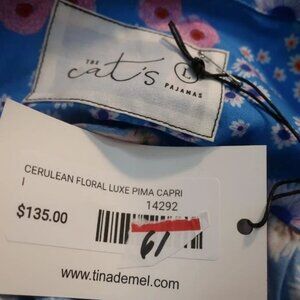 THE
cat's
L
PAJAMAS
CERULEAN FLORAL LUXE PIMA CAPRI
I
14292
$135.00
67
www.tinademel.com